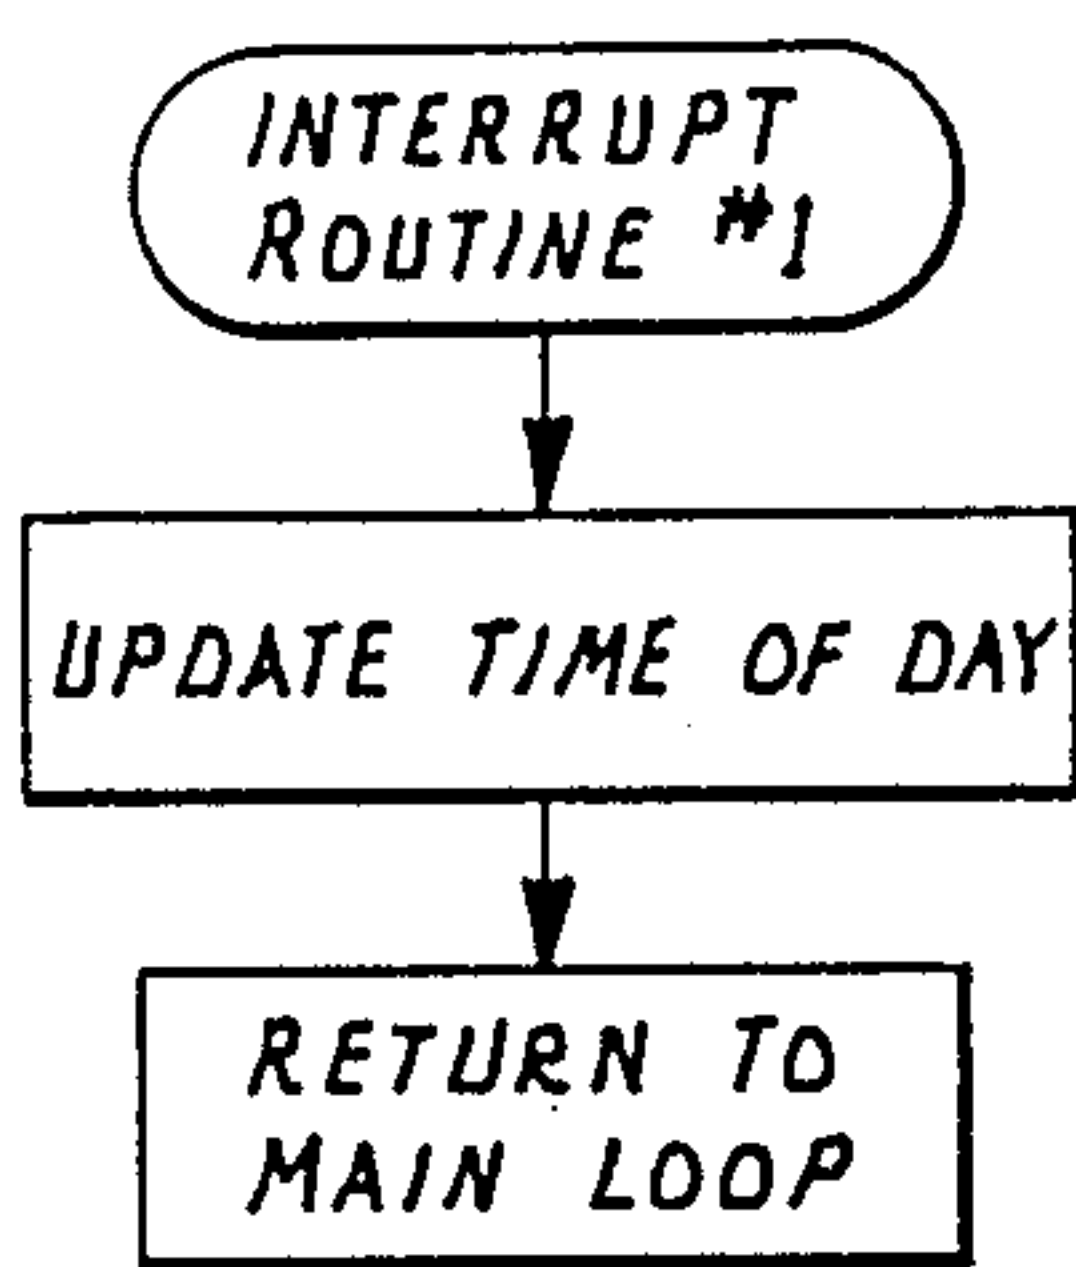 INTERRUPT
ROUTINE #1
UPDATE TIME OF DAY
RETURN TO
MAIN LOOP